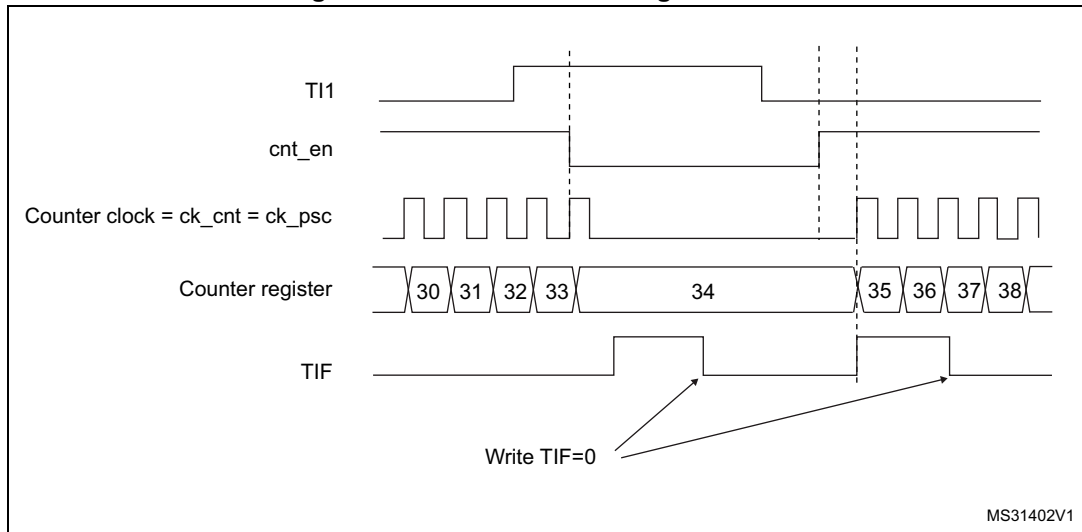 TI1
cnt_en
Counter clock = ck_cnt = ck_psc
Counter register
30 31 32 33 34 35 36 37 38
TIF
Write TIF=0
MS31402V1